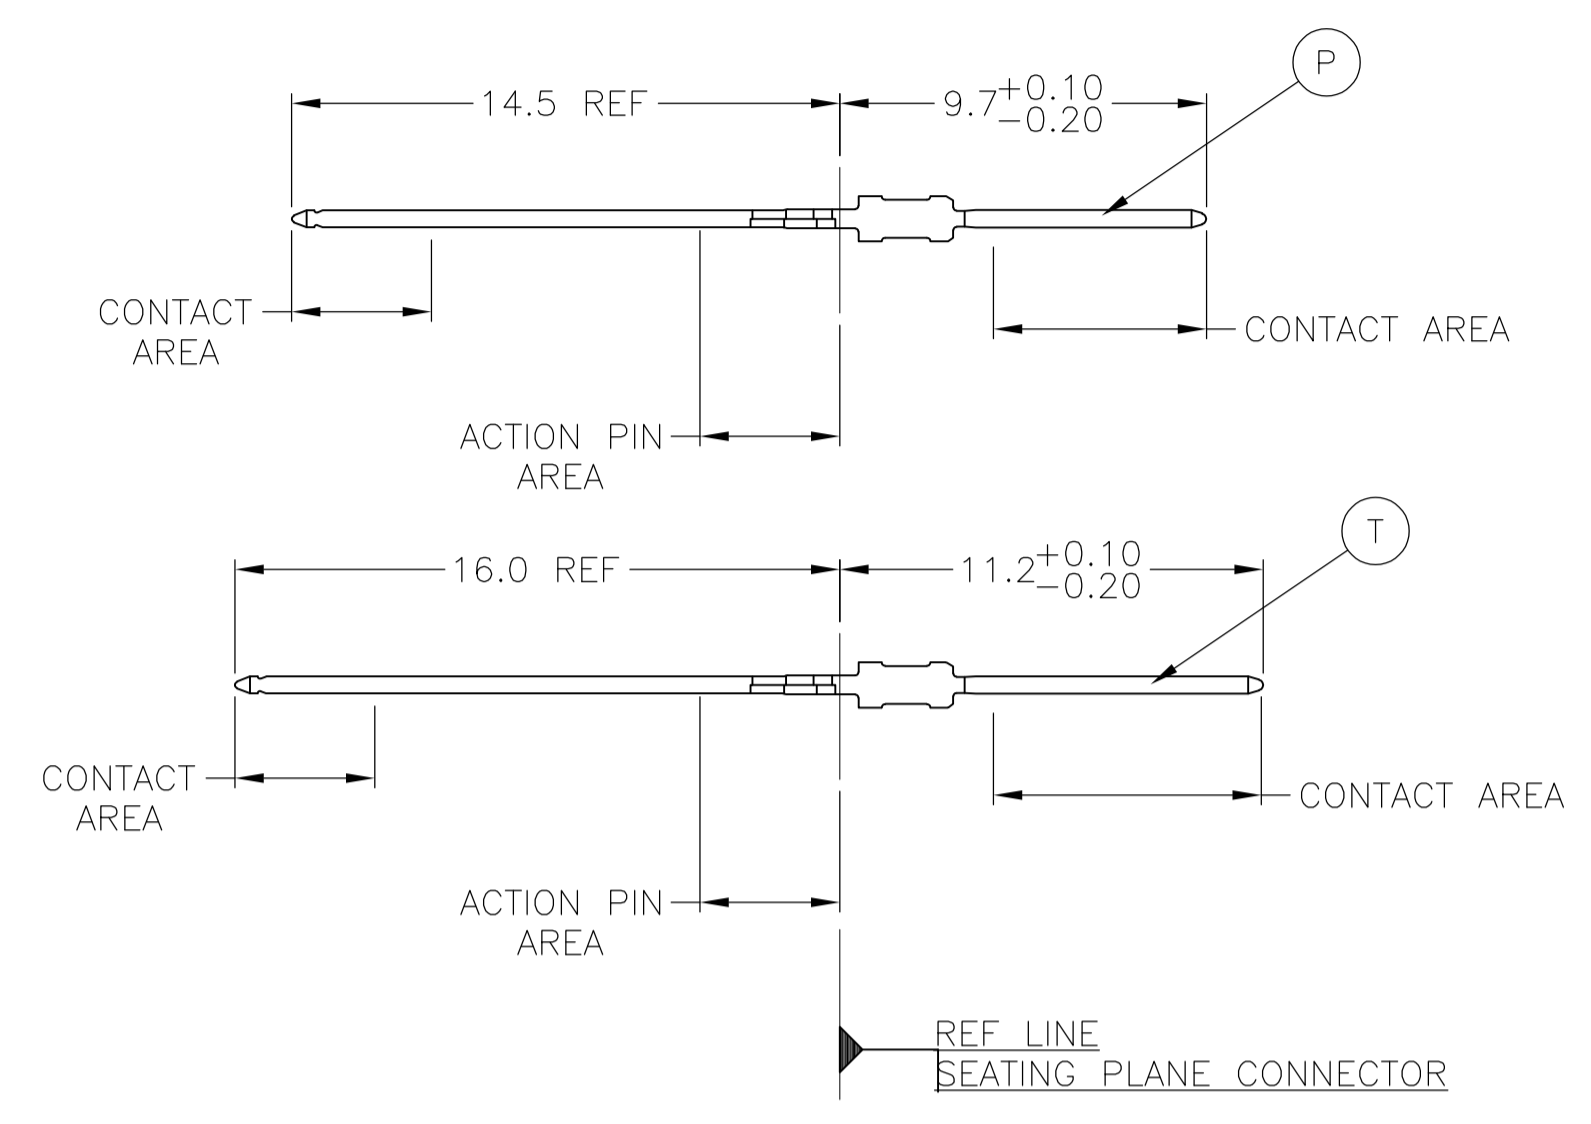 P
14.5 REF
9.7 +0.10
-0.20
CONTACT
AREA
CONTACT AREA
ACTION PIN
AREA
T
16.0 REF
11.2 +0.10
-0.20
CONTACT
AREA
CONTACT AREA
ACTION PIN
AREA
REF LINE
SEATING PLANE CONNECTOR